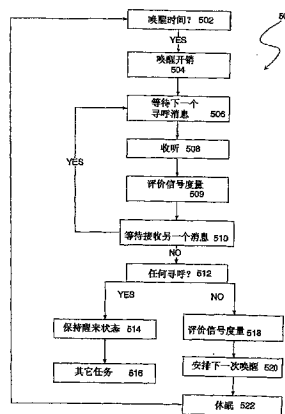 唤醒时间? 502
YES
唤醒开销
504
等待下一个
寻呼消息 506
收听 508
YES
评价信号度量
509
等待接收另一个消息 510
NO
任何寻呼? 512
YES
NO
保持醒来状态 514
评价信号度量 518
其它任务 516
安排下一次唤醒 520
休眠 522